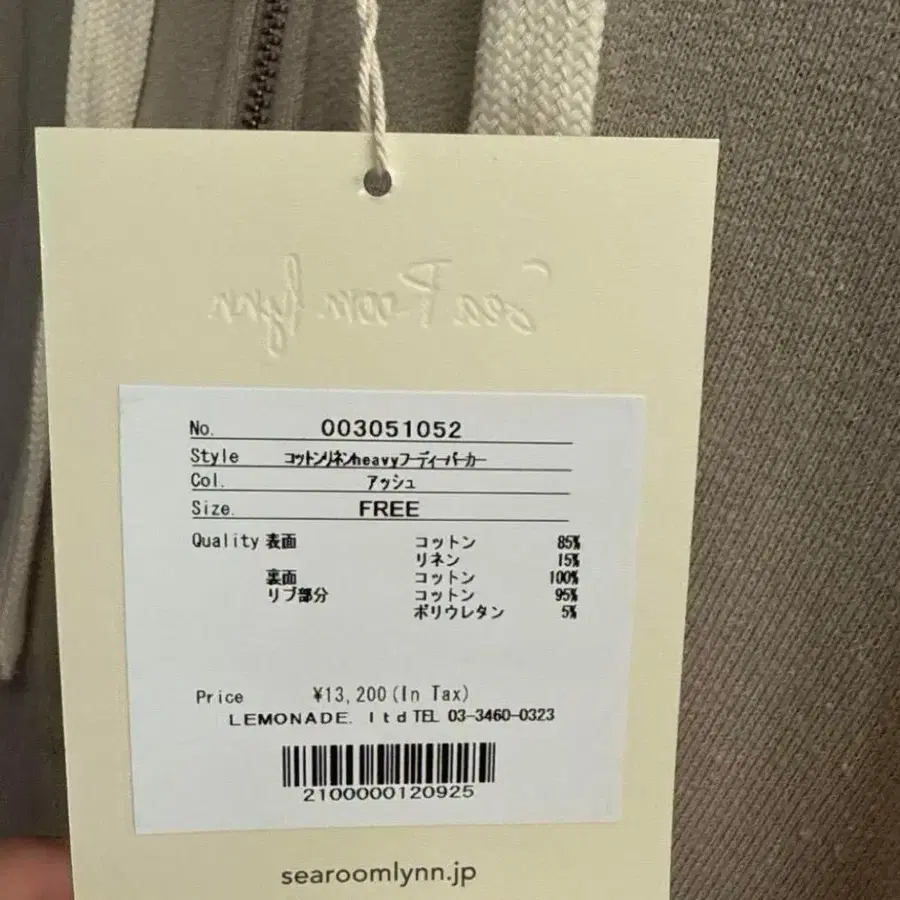 Sea Room lynn
No. 003051052
Style コットンリネンheavyフーディーパーカー
Col. アッシュ
Size. FREE
Quality 表面 コットン 85%
リネン 15%
裏面 コットン 100%
リブ部分 コットン 95%
ポリウレタン 5%
Price ¥13,200(In Tax)
LEMONADE. ltd TEL 03-3460-0323
2100000120925
searoomlynn.jp